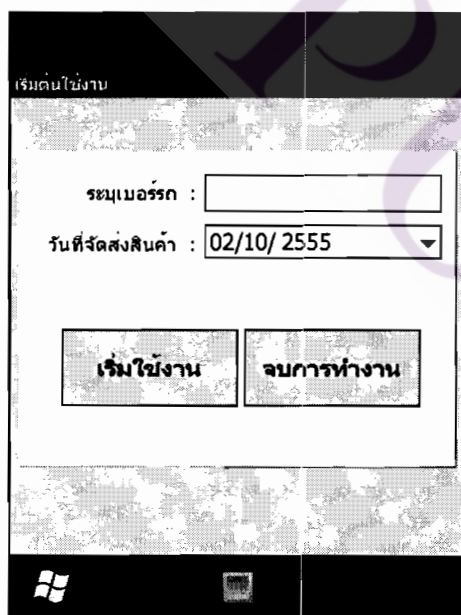 เริ่มต้นใช้งาน
ระบุเบอร์รถ :
วันที่จัดส่งสินค้า : 02/10/ 2555
เริ่มใช้งาน จบการทำงาน